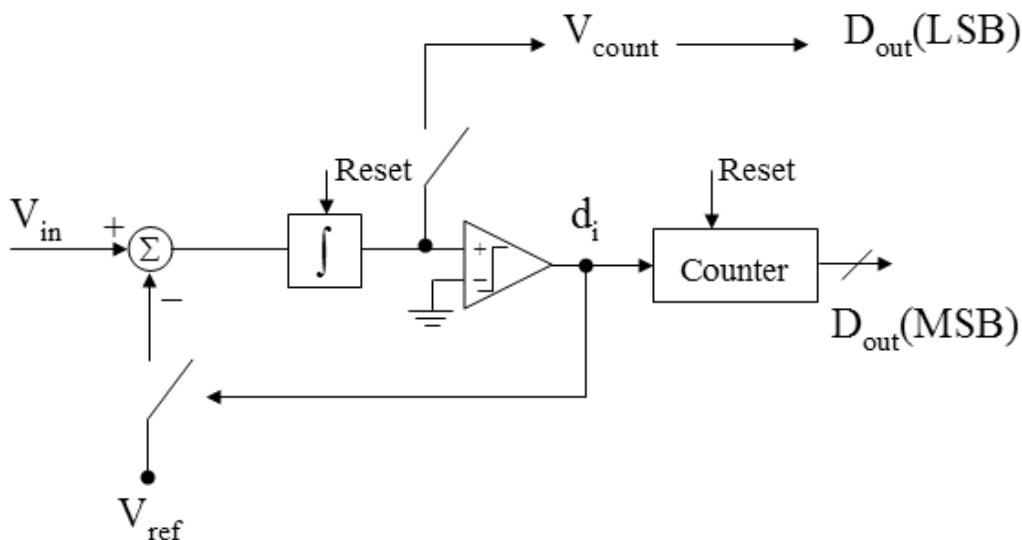 V_count
D_out(LSB)
Reset
Reset
V_in
+
Σ
∫
+
−
d_i
Counter
−
D_out(MSB)
V_ref